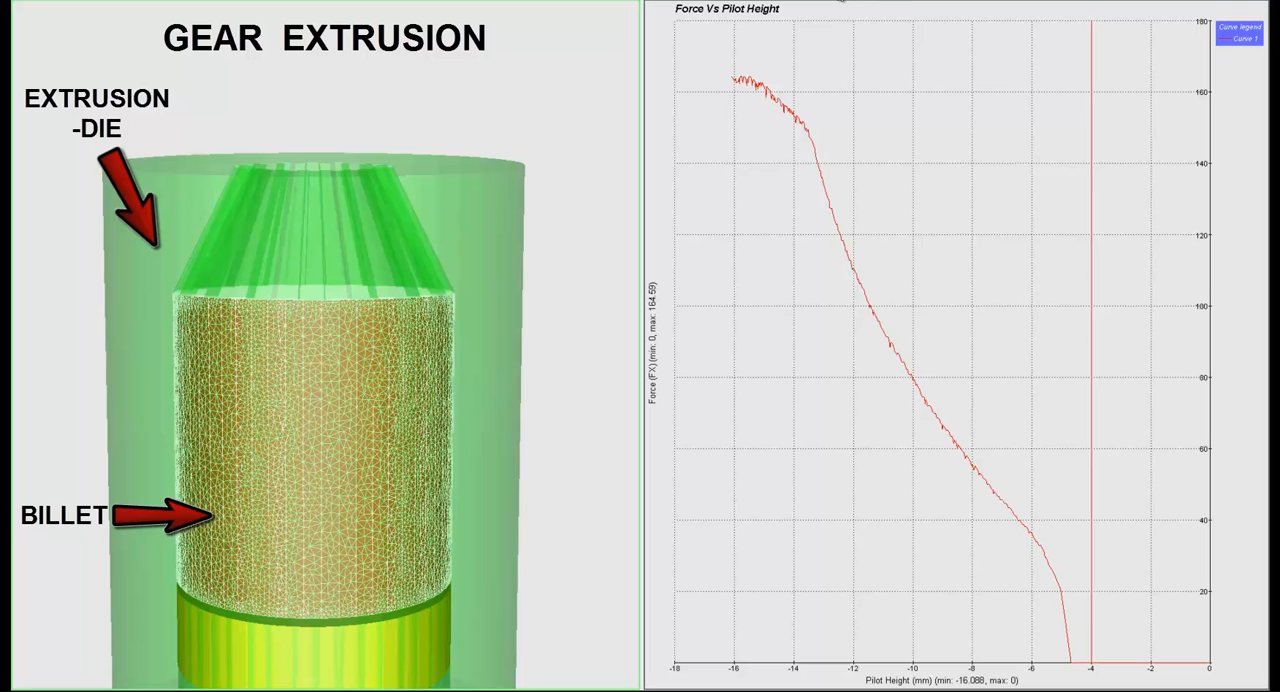 GEAR EXTRUSION
EXTRUSION
-DIE
BILLET
Force Vs Pilot Height
Curve legend
Curve 1
180
160
140
120
100
80
60
40
20
Force (FX) (min: 0, max: 164.59)
-18 -16 -14 -12 -10 -8 -6 -4 -2 0
Pilot Height (mm) (min: -16.088, max: 0)